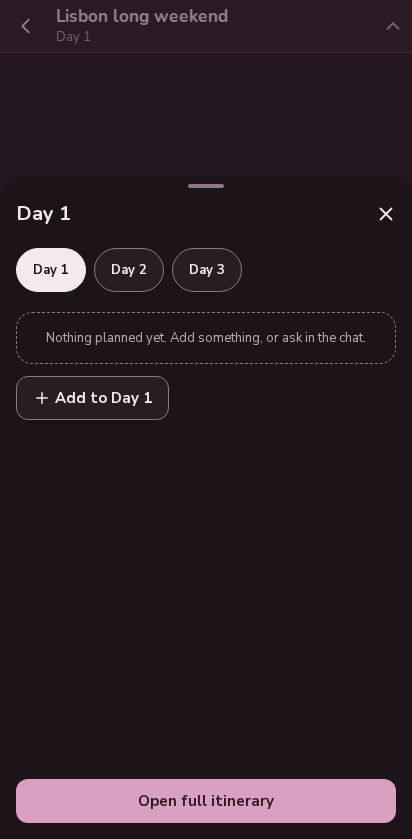 Lisbon long weekend
Day 1
Day 1
Day 1
Day 2
Day 3
Nothing planned yet. Add something, or ask in the chat.
Add to Day 1
Open full itinerary